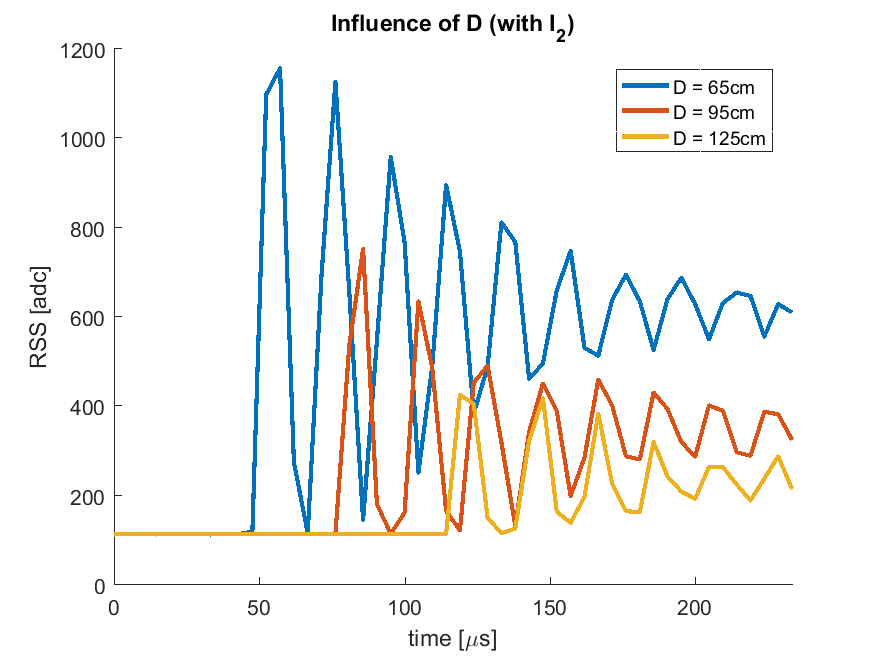 Influence of D (with I2)
1200
1000
800
600
400
200
0
RSS [adc]
D = 65cm
D = 95cm
D = 125cm
0 50 100 150 200
time [μs]